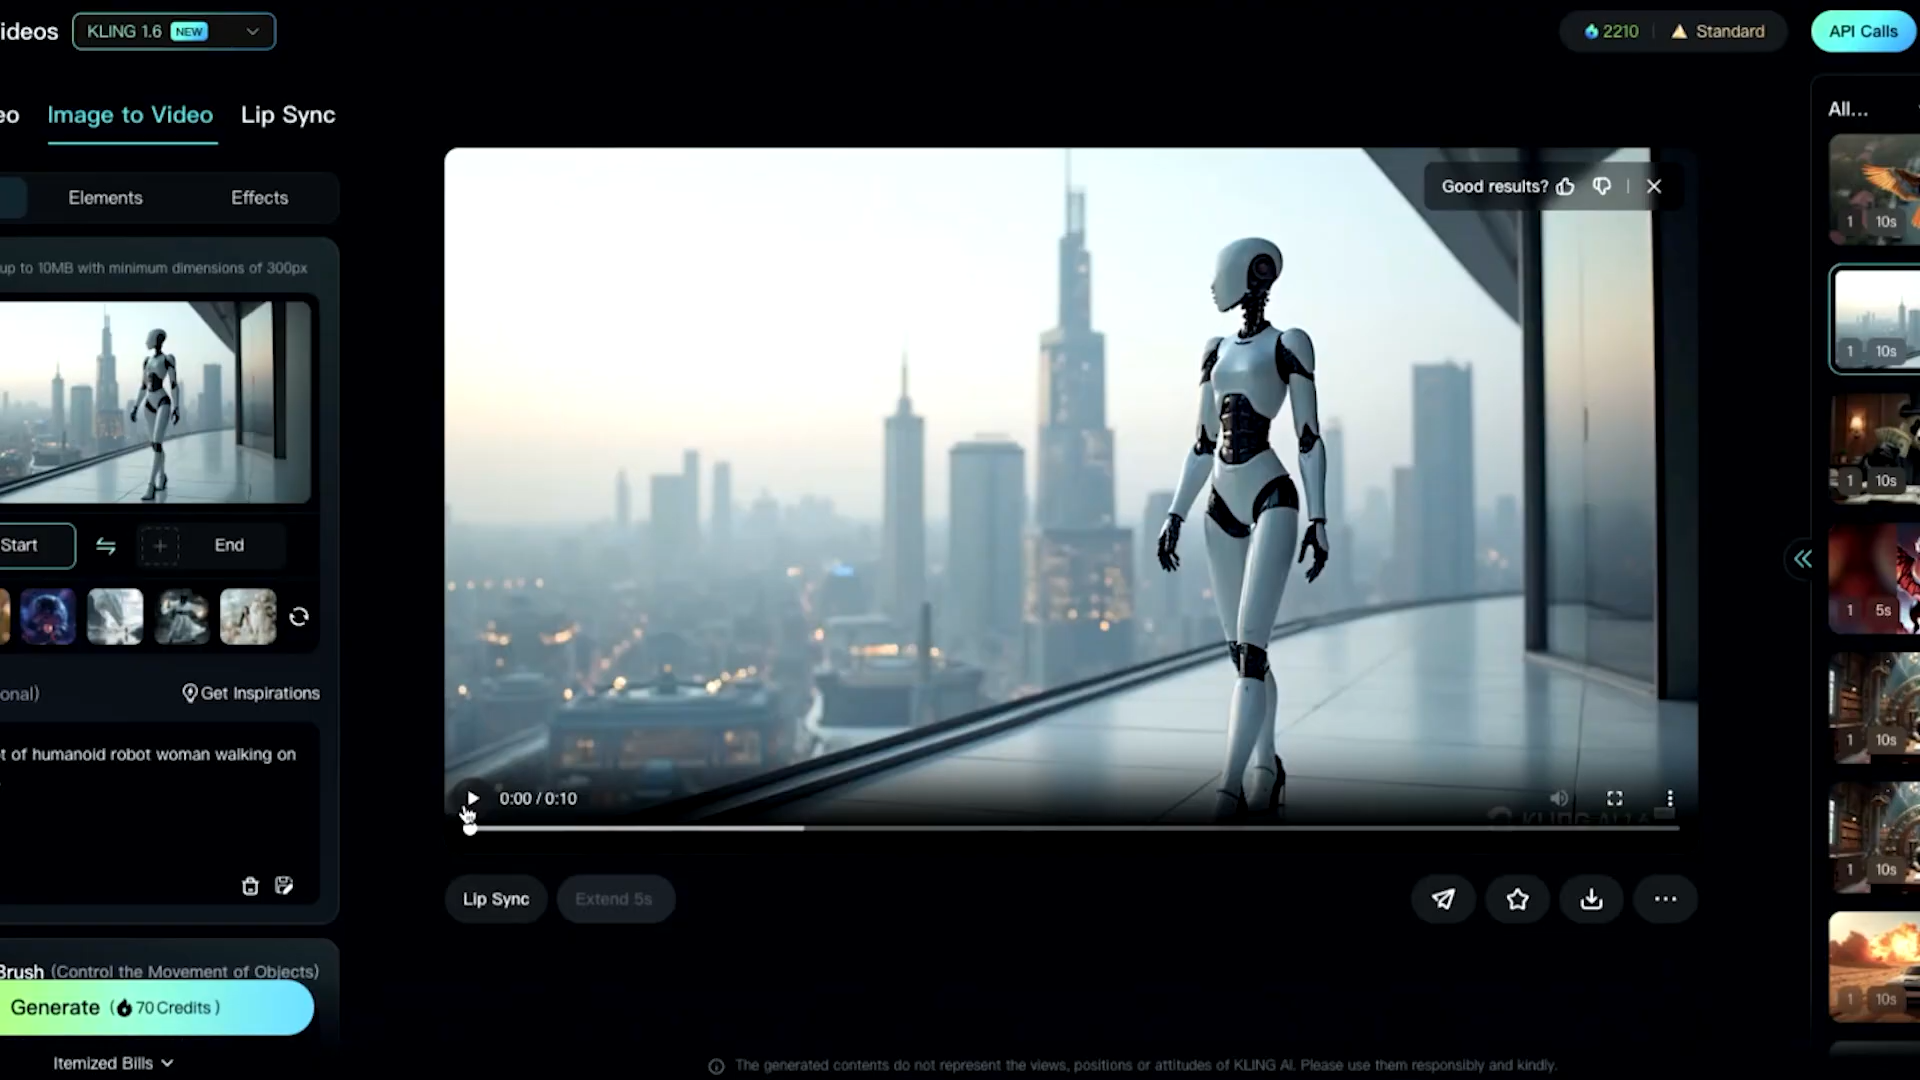 ideos
KLING 1.6 NEW
2210
Standard
API Calls
eo
Image to Video
Lip Sync
All...
Elements
Effects
Good results?
up to 10MB with minimum dimensions of 300px
1 10s
1 10s
1 10s
Start
End
1 5s
onal)
Get Inspirations
t of humanoid robot woman walking on
1 10s
0:00 / 0:10
KLING AI 1.6
1 10s
Lip Sync
Extend 5s
Brush (Control the Movement of Objects)
Generate ( 70 Credits )
1 10s
Itemized Bills
The generated contents do not represent the views, positions or attitudes of KLING AI. Please use them responsibly and kindly.